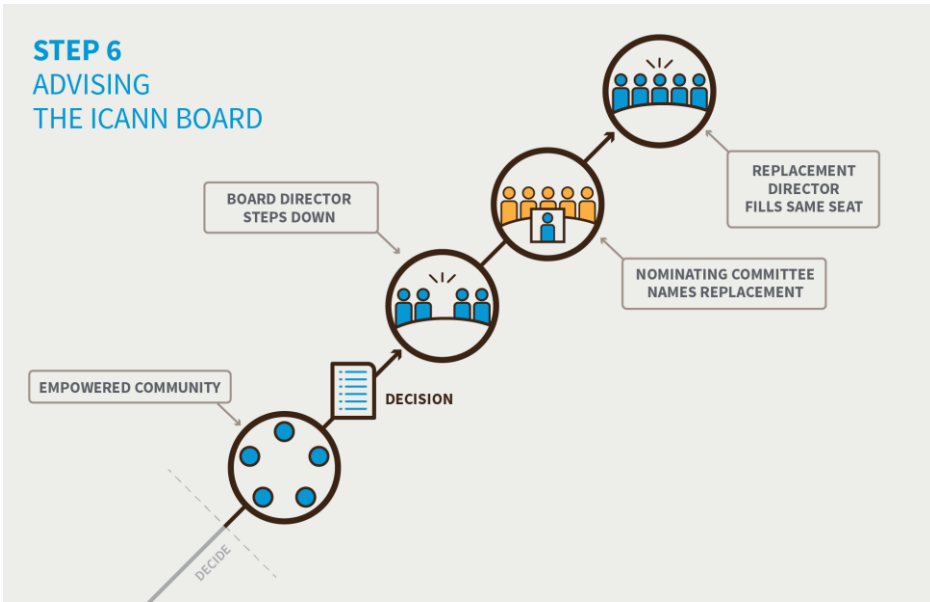 STEP 6
ADVISING
THE ICANN BOARD
REPLACEMENT
DIRECTOR
FILLS SAME SEAT
BOARD DIRECTOR
STEPS DOWN
NOMINATING COMMITTEE
NAMES REPLACEMENT
EMPOWERED COMMUNITY
DECISION
DECIDE